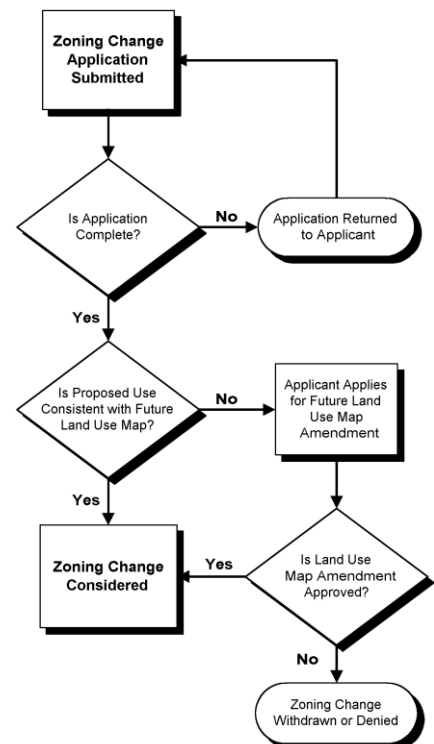 Zoning Change
Application
Submitted
Is Application
Complete?
No
Application Returned
to Applicant
Yes
Is Proposed Use
Consistent with Future
Land Use Map?
No
Applicant Applies
for Future Land
Use Map
Amendment
Yes
Zoning Change
Considered
Yes
Is Land Use
Map Amendment
Approved?
No
Zoning Change
Withdrawn or Denied